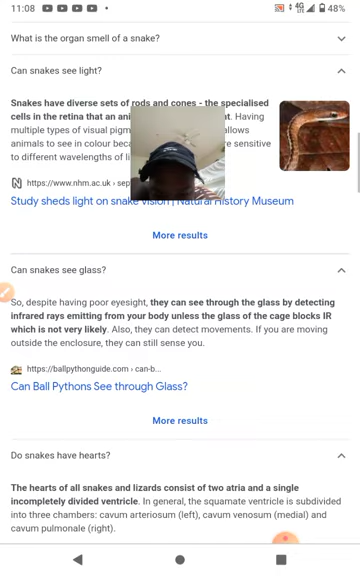 11:08
4G
48%
What is the organ smell of a snake?
Can snakes see light?
Snakes have diverse sets of rods and cones - the specialised
cells in the retina that an ani
t. Having
multiple types of visual pigm
allows
animals to see in colour beca
re sensitive
to different wavelengths of li
https://www.nhm.ac.uk › sep
Study sheds light on snake vision | Natural History Museum
More results
Can snakes see glass?
So, despite having poor eyesight, they can see through the glass by detecting
infrared rays emitting from your body unless the glass of the cage blocks IR
which is not very likely. Also, they can detect movements. If you are moving
outside the enclosure, they can still sense you.
https://ballpythonguide.com › can-b...
Can Ball Pythons See through Glass?
More results
Do snakes have hearts?
The hearts of all snakes and lizards consist of two atria and a single
incompletely divided ventricle. In general, the squamate ventricle is subdivided
into three chambers: cavum arteriosum (left), cavum venosum (medial) and
cavum pulmonale (right).